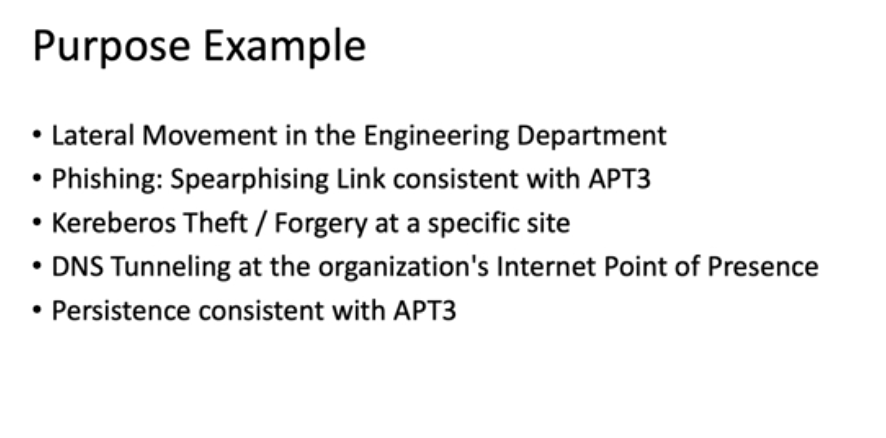 Purpose Example
• Lateral Movement in the Engineering Department
• Phishing: Spearphising Link consistent with APT3
• Kereberos Theft / Forgery at a specific site
• DNS Tunneling at the organization's Internet Point of Presence
• Persistence consistent with APT3